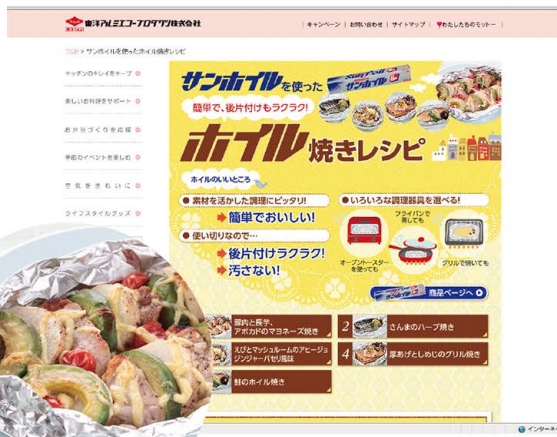 東洋アルミエコープロダクツ株式会社
| キャンペーン | お問い合わせ | サイトマップ | ♥わたしたちのモットー |
TOP > サンホイルを使ったホイル焼きレシピ
キッチンのキレイをキープ
美しいお料理をサポート
お弁当づくりを応援
季節のイベントを楽しむ
空気をきれいに
ライフスタイルグッズ
サンホイルを使った
サンホイル
簡単で、後片付けもラクラク!
ホイル焼きレシピ
ホイルのいいところ
● 素材を活かした調理にピッタリ!
簡単でおいしい!
● 使い切りなので…
後片付けラクラク!
汚さない!
● いろいろな調理器具を選べる!
フライパンで
蒸しても
オーブントースター
を使っても
グリルで焼いても
商品ページへ
豚肉と長芋、
アボカドのマヨネーズ焼き
2 さんまのハーブ焼き
えびとマッシュルームのアヒージョ
ジンジャーパセリ風味
4 厚あげとしめじのグリル焼き
鮭のホイル焼き
インターネ